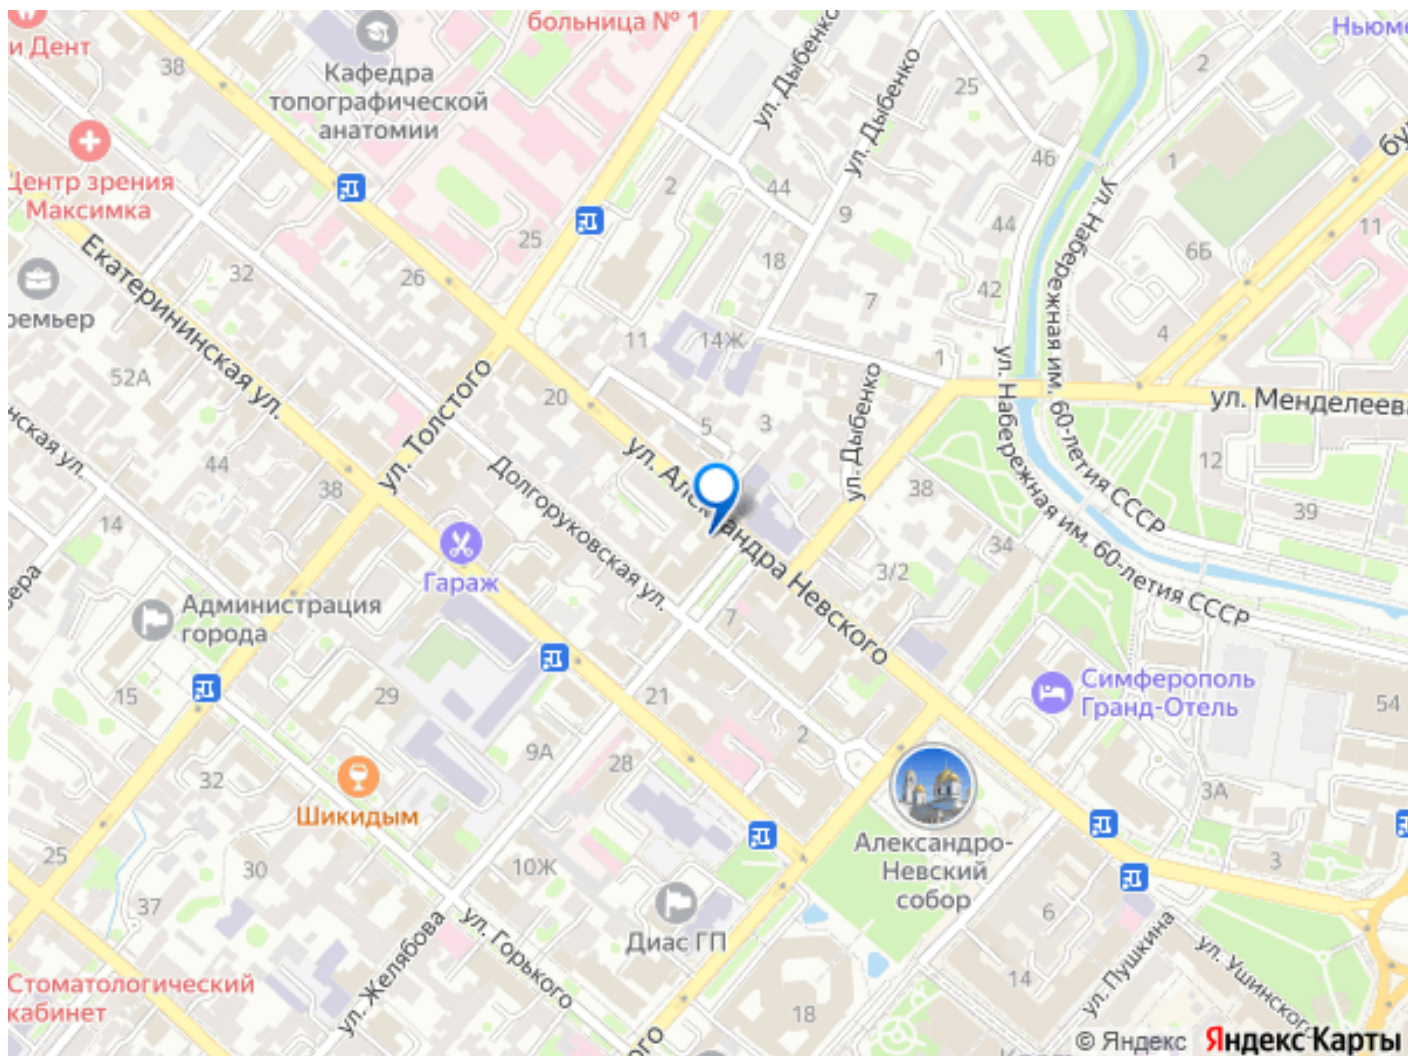 больница № 1
Ньюм
и Дент
38
Кафедра
топографической
анатомии
ул. Дыбенко
ул. Дыбенко
25
2
46
1
бу
Центр зрения
Максимка
2
44
9
44
6Б
11
ул. Набережная им. 60-летия СССР
25
18
42
7
4
Екатерининская ул.
32
26
ремьер
11
14Ж
1
52А
20
ул. Толстого
5
3
ул. Дыбенко
ул. Менделеева
ул. Набережная им. 60-летия СССР
нская ул.
44
38
14
ул. Александра Невского
Долгоруковская ул.
38
12
39
34
3/2
Гараж
вера
Администрация
города
7
15
29
21
Симферополь
Гранд-Отель
54
9А
28
2
32
Шикидым
3А
Александро-
Невский
собор
25
30
10Ж
3
37
ул. Желябова
ул. Горького
Диас ГП
6
14
18
ул. Пушкина
ул. Ушинского
Стоматологический
кабинет
ого
© Яндекс Яндекс Карты